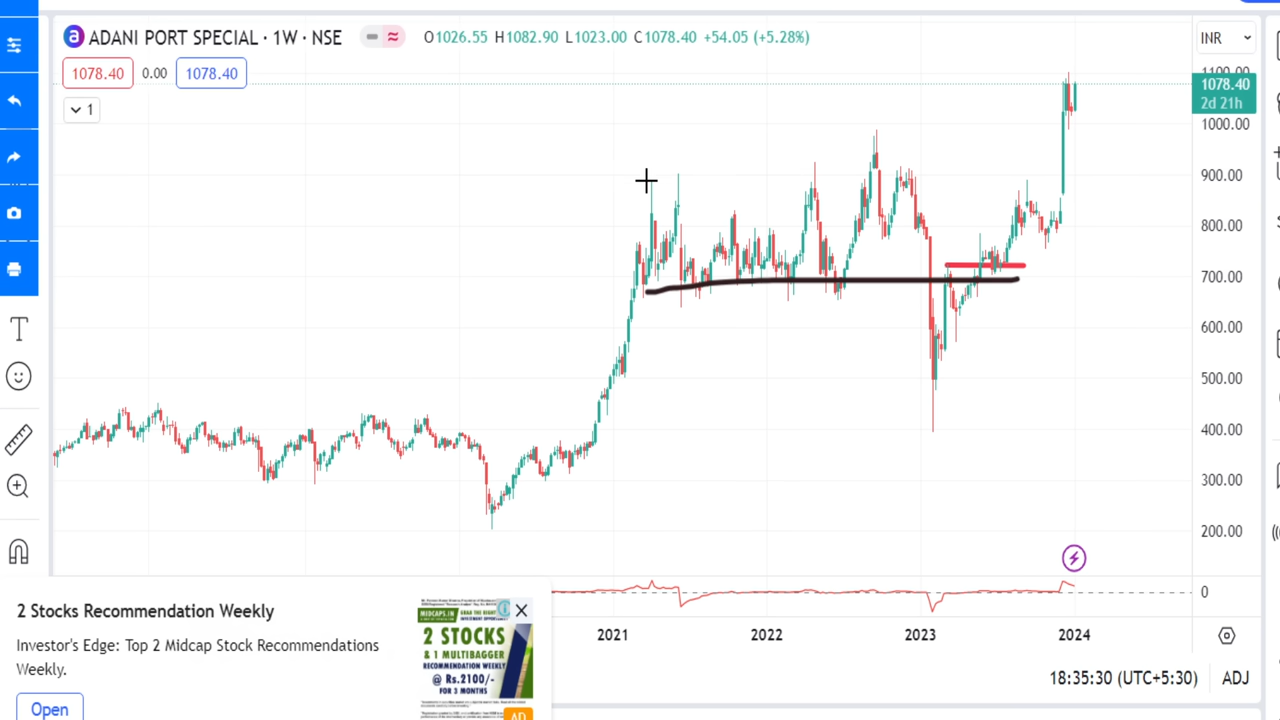 a ADANI PORT SPECIAL · 1W · NSE
O1026.55 H1082.90 L1023.00 C1078.40 +54.05 (+5.28%)
INR
1078.40 0.00 1078.40
1
1100.00
1078.40
2d 21h
1000.00
900.00
800.00
700.00
600.00
500.00
400.00
300.00
200.00
0
2021 2022 2023 2024
18:35:30 (UTC+5:30) ADJ
T
2 Stocks Recommendation Weekly
Investor's Edge: Top 2 Midcap Stock Recommendations
Weekly.
Open
MIDCAPS.IN
2 STOCKS
& 1 MULTIBAGGER
RECOMMENDATION WEEKLY
@ Rs.2100/-
FOR 3 MONTHS
AD